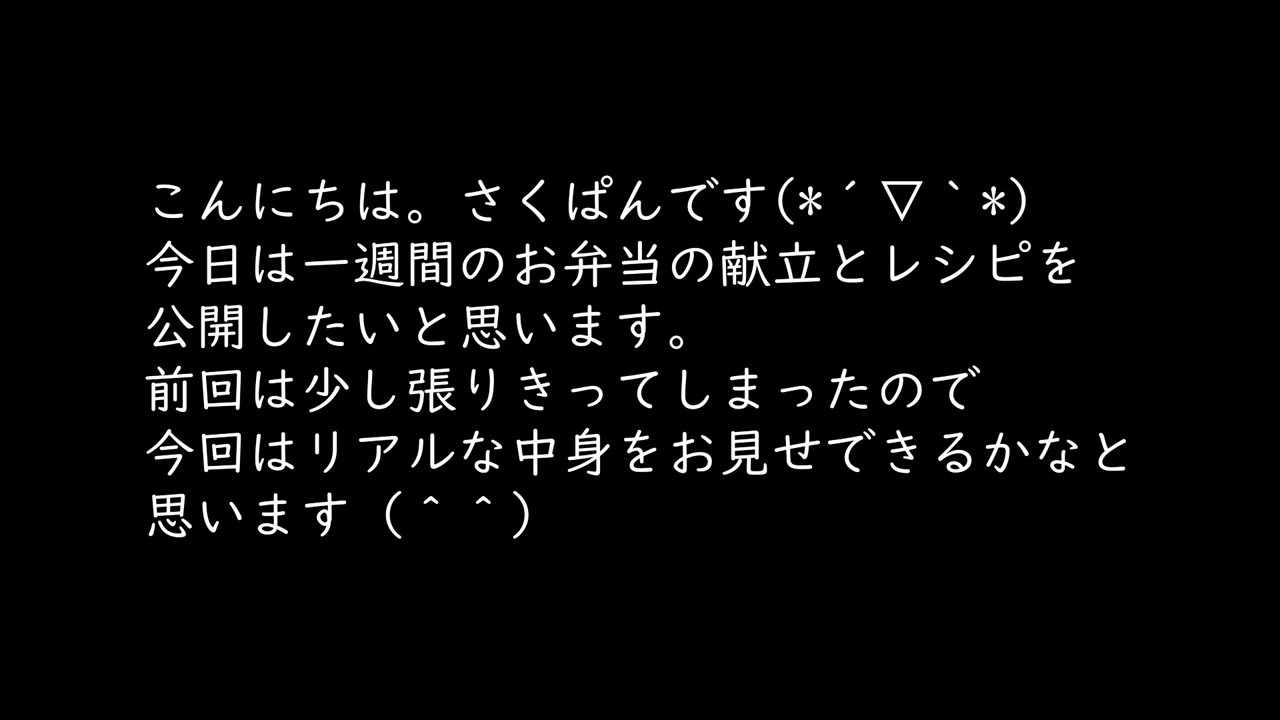 こんにちは。さくぱんです(*´▽`*)
今日は一週間のお弁当の献立とレシピを
公開したいと思います。
前回は少し張りきってしまったので
今回はリアルな中身をお見せできるかなと
思います（＾＾）